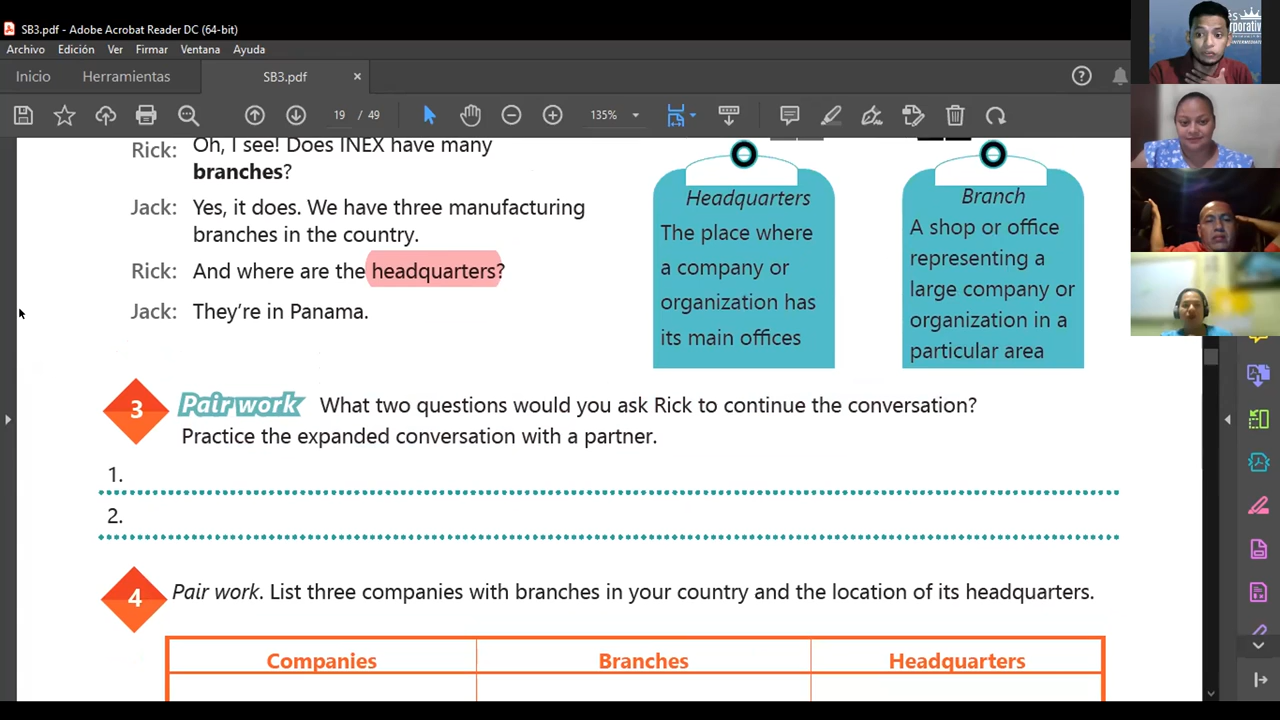 SB3.pdf - Adobe Acrobat Reader DC (64-bit)
Archivo Edición Ver Firmar Ventana Ayuda
Inicio Herramientas SB3.pdf ×
19 / 49 135%
Rick: Oh, I see! Does INEX have many
branches?
Jack: Yes, it does. We have three manufacturing
branches in the country.
Rick: And where are the headquarters?
Jack: They're in Panama.
Headquarters
The place where
a company or
organization has
its main offices
Branch
A shop or office
representing a
large company or
organization in a
particular area
3 Pair work What two questions would you ask Rick to continue the conversation?
Practice the expanded conversation with a partner.
1.
2.
4 Pair work. List three companies with branches in your country and the location of its headquarters.
Companies Branches Headquarters